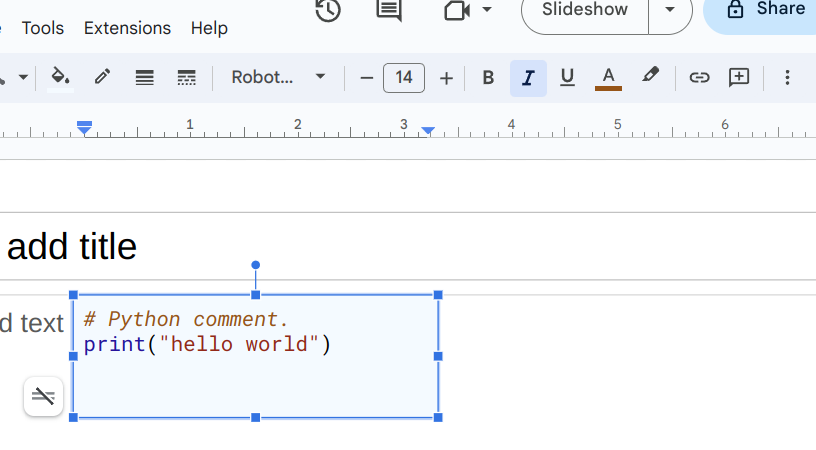 Slideshow
Share
Tools Extensions Help
Robot... 14 B I U A
1 2 3 4 5 6
add title
d text
# Python comment.
print("hello world")